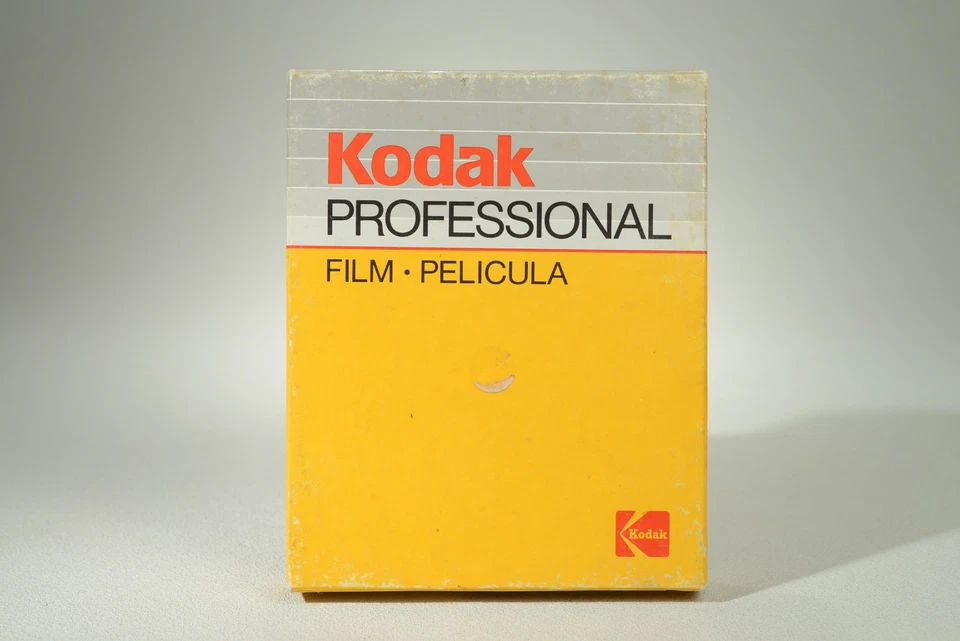 Kodak
PROFESSIONAL
FILM • PELICULA
Kodak